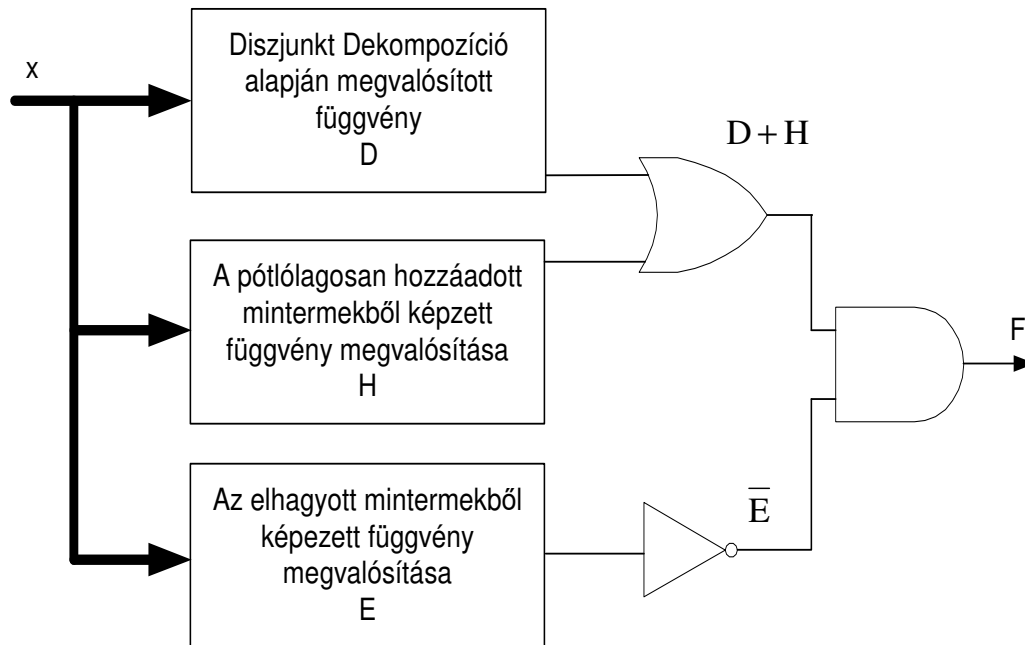 x
Diszjunkt Dekompozíció
alapján megvalósított
függvény
D
D + H
A pótlólagosan hozzáadott
mintermekből képzett
függvény megvalósítása
H
F
Az elhagyott mintermekből
képezett függvény
megvalósítása
E
E̅